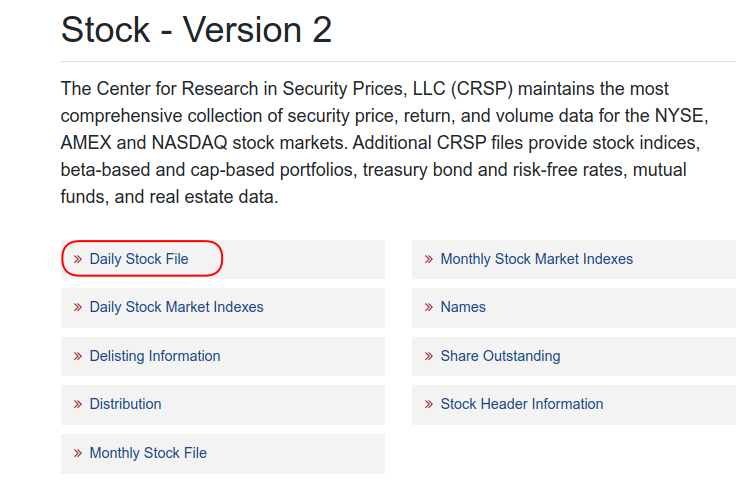 Stock - Version 2
The Center for Research in Security Prices, LLC (CRSP) maintains the most
comprehensive collection of security price, return, and volume data for the NYSE,
AMEX and NASDAQ stock markets. Additional CRSP files provide stock indices,
beta-based and cap-based portfolios, treasury bond and risk-free rates, mutual
funds, and real estate data.
» Daily Stock File
» Monthly Stock Market Indexes
» Daily Stock Market Indexes
» Names
» Delisting Information
» Share Outstanding
» Distribution
» Stock Header Information
» Monthly Stock File